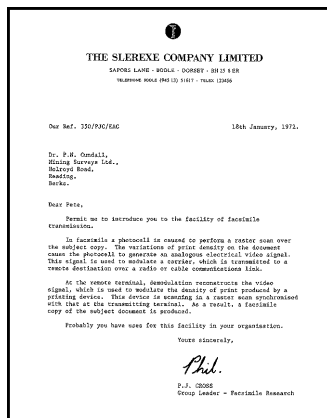 THE SLEREXE COMPANY LIMITED
SAPORS LANE - BOOLE - DORSET - BH 25 8 ER
TELEPHONE BOOLE (945 13) 51617 - TELEX 123456
Our Ref. 350/PJC/EAC
18th January, 1972.
Dr. P.N. Cundall,
Mining Surveys Ltd.,
Holroyd Road,
Reading,
Berks.
Dear Pete,
Permit me to introduce you to the facility of facsimile
transmission.
In facsimile a photocell is caused to perform a raster scan over
the subject copy. The variations of print density on the document
cause the photocell to generate an analogous electrical video signal.
This signal is used to modulate a carrier, which is transmitted to a
remote destination over a radio or cable communications link.
At the remote terminal, demodulation reconstructs the video
signal, which is used to modulate the density of print produced by a
printing device. This device is scanning in a raster scan synchronised
with that at the transmitting terminal. As a result, a facsimile
copy of the subject document is produced.
Probably you have uses for this facility in your organisation.
Yours sincerely,
Phil.
P.J. CROSS
Group Leader - Facsimile Research